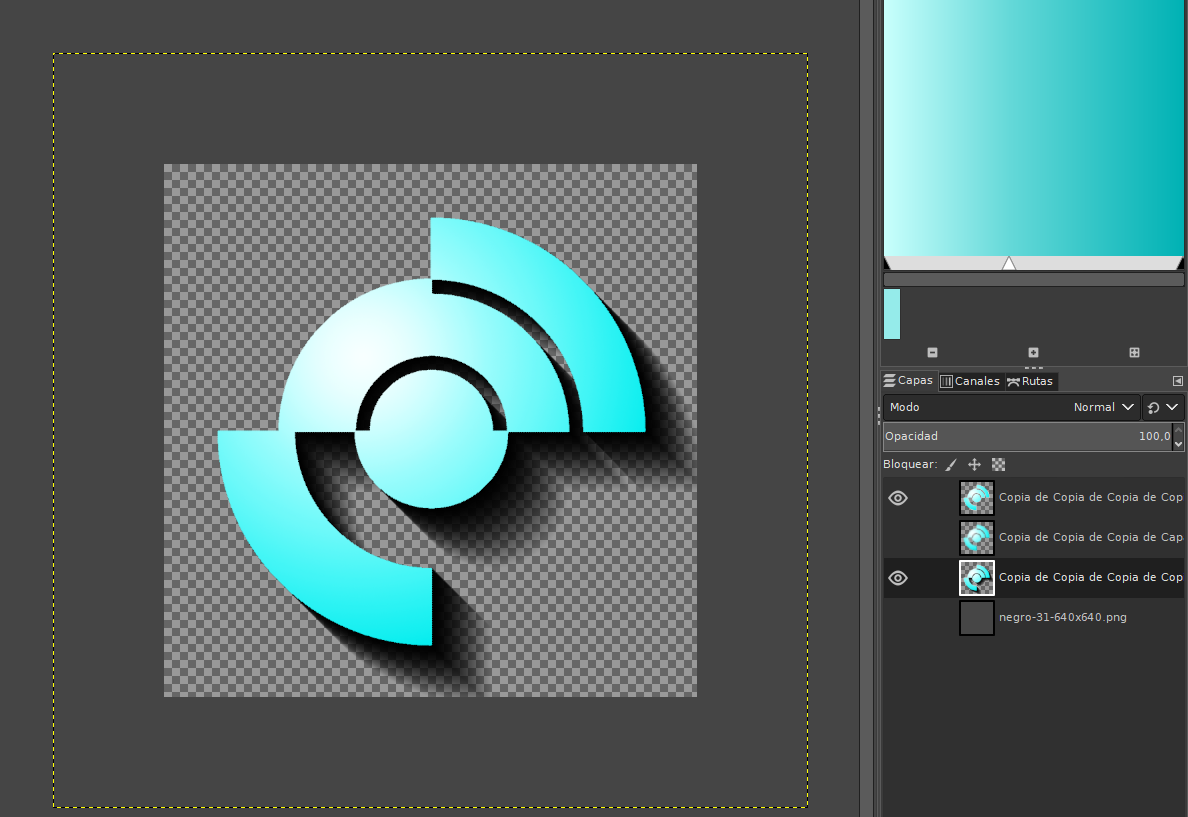 Capas
Canales
Rutas
Modo
Normal
Opacidad
100,0
Bloquear:
Copia de Copia de Copia de Cop
Copia de Copia de Copia de Cap
Copia de Copia de Copia de Cop
negro-31-640x640.png